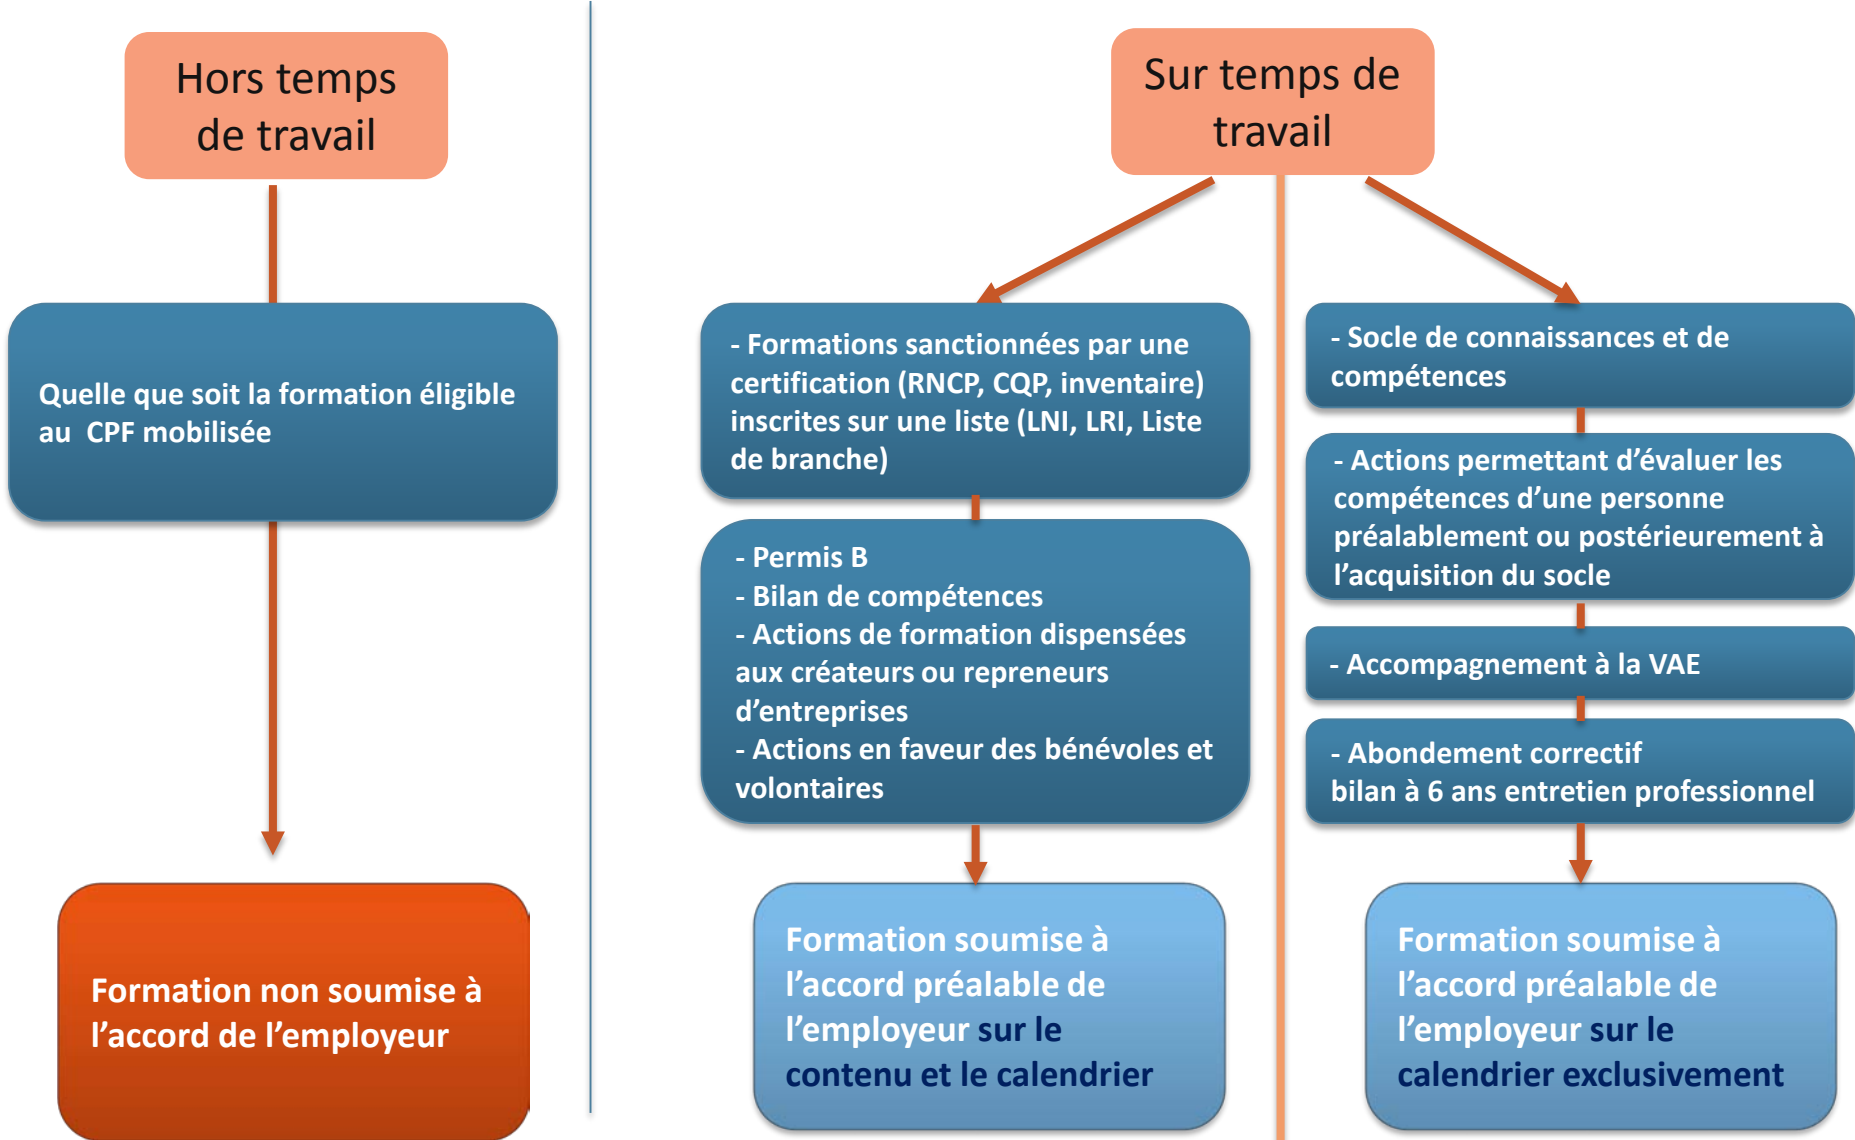 Hors temps
de travail
Quelle que soit la formation éligible
au CPF mobilisée
Formation non soumise à
l’accord de l’employeur
Sur temps de
travail
- Formations sanctionnées par une
certification (RNCP, CQP, inventaire)
inscrites sur une liste (LNI, LRI, Liste
de branche)
- Permis B
- Bilan de compétences
- Actions de formation dispensées
aux créateurs ou repreneurs
d’entreprises
- Actions en faveur des bénévoles et
volontaires
Formation soumise à
l’accord préalable de
l’employeur sur le
contenu et le calendrier
- Socle de connaissances et de
compétences
- Actions permettant d’évaluer les
compétences d’une personne
préalablement ou postérieurement à
l’acquisition du socle
- Accompagnement à la VAE
- Abondement correctif
bilan à 6 ans entretien professionnel
Formation soumise à
l’accord préalable de
l’employeur sur le
calendrier exclusivement